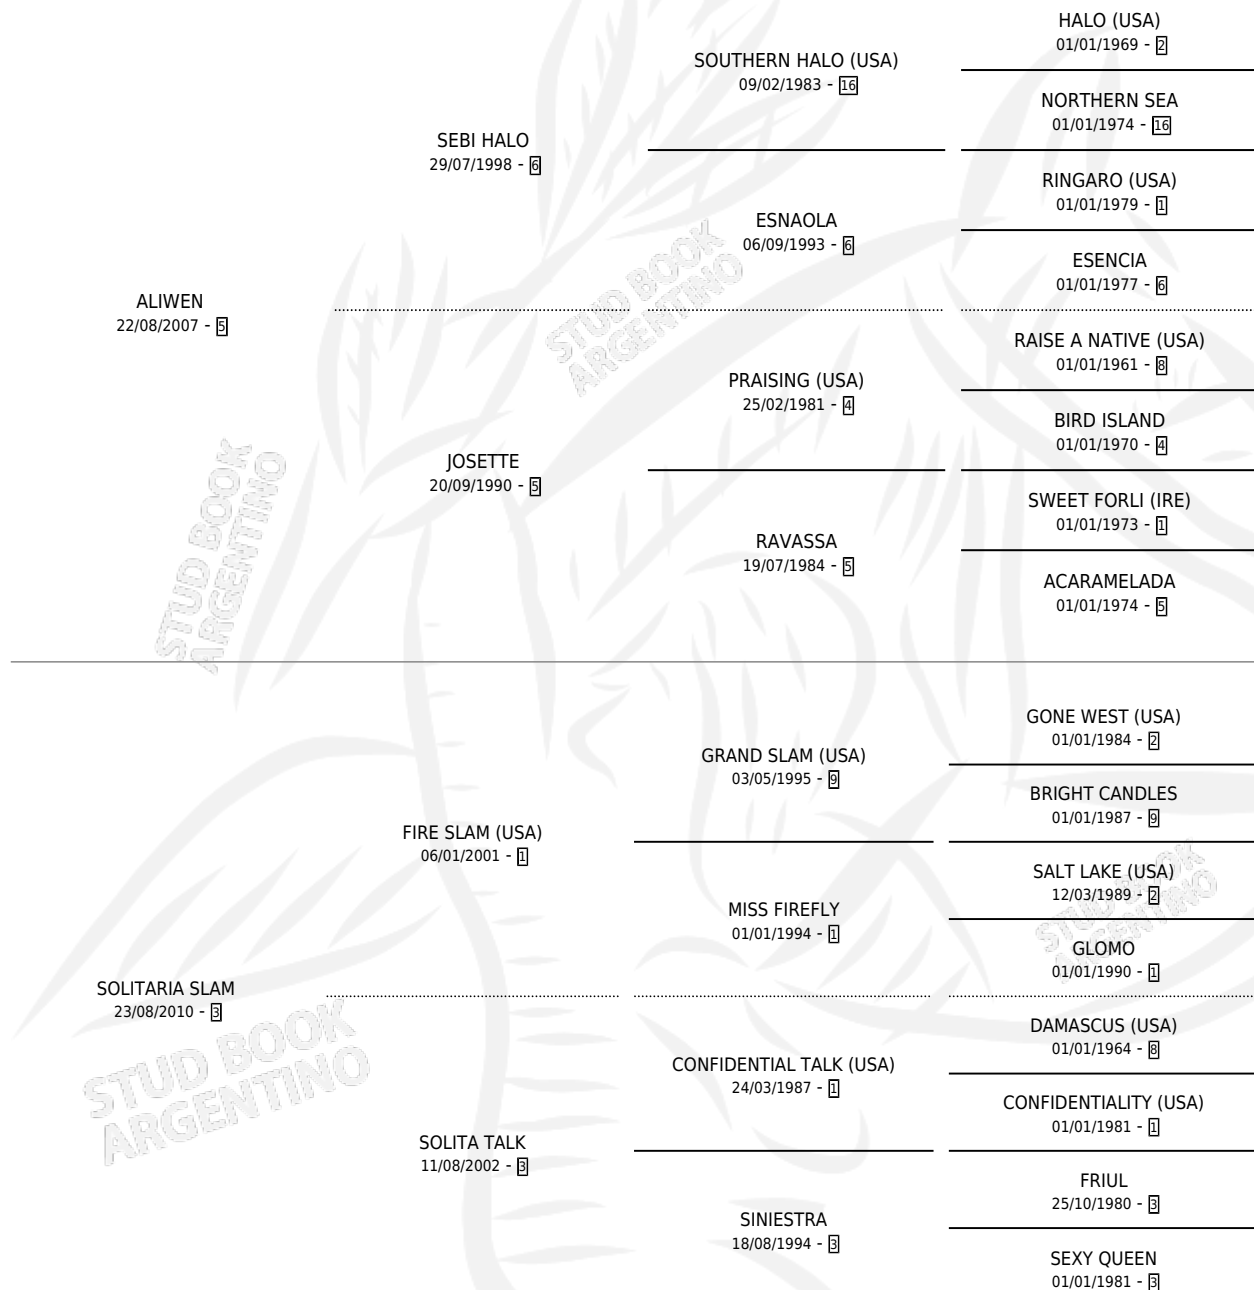 HALO (USA)
01/01/1969 - 2
SOUTHERN HALO (USA)
09/02/1983 - 16
NORTHERN SEA
01/01/1974 - 16
SEBI HALO
29/07/1998 - 6
RINGARO (USA)
01/01/1979 - 1
ESNAOLA
06/09/1993 - 6
ESENCIA
01/01/1977 - 6
ALIWEN
22/08/2007 - 5
RAISE A NATIVE (USA)
01/01/1961 - 8
PRAISING (USA)
25/02/1981 - 4
BIRD ISLAND
01/01/1970 - 4
JOSETTE
20/09/1990 - 5
SWEET FORLI (IRE)
01/01/1973 - 1
RAVASSA
19/07/1984 - 5
ACARAMELADA
01/01/1974 - 5
GONE WEST (USA)
01/01/1984 - 2
GRAND SLAM (USA)
03/05/1995 - 9
BRIGHT CANDLES
01/01/1987 - 9
FIRE SLAM (USA)
06/01/2001 - 1
SALT LAKE (USA)
12/03/1989 - 2
MISS FIREFLY
01/01/1994 - 1
GLOMO
01/01/1990 - 1
SOLITARIA SLAM
23/08/2010 - 3
DAMASCUS (USA)
01/01/1964 - 8
CONFIDENTIAL TALK (USA)
24/03/1987 - 1
CONFIDENTIALITY (USA)
01/01/1981 - 1
SOLITA TALK
11/08/2002 - 3
FRIUL
25/10/1980 - 3
SINIESTRA
18/08/1994 - 3
SEXY QUEEN
01/01/1981 - 3
STUD BOOK
ARGENTINO
STUD BOOK
ARGENTINO
STUD BOOK
ARGENTINO
STUD BOOK
ARGENTINO